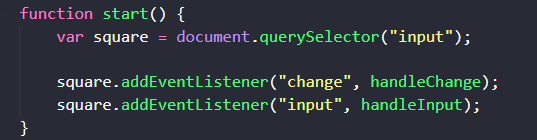 function start() {
    var square = document.querySelector("input");
    square.addEventListener("change", handleChange);
    square.addEventListener("input", handleInput);
}